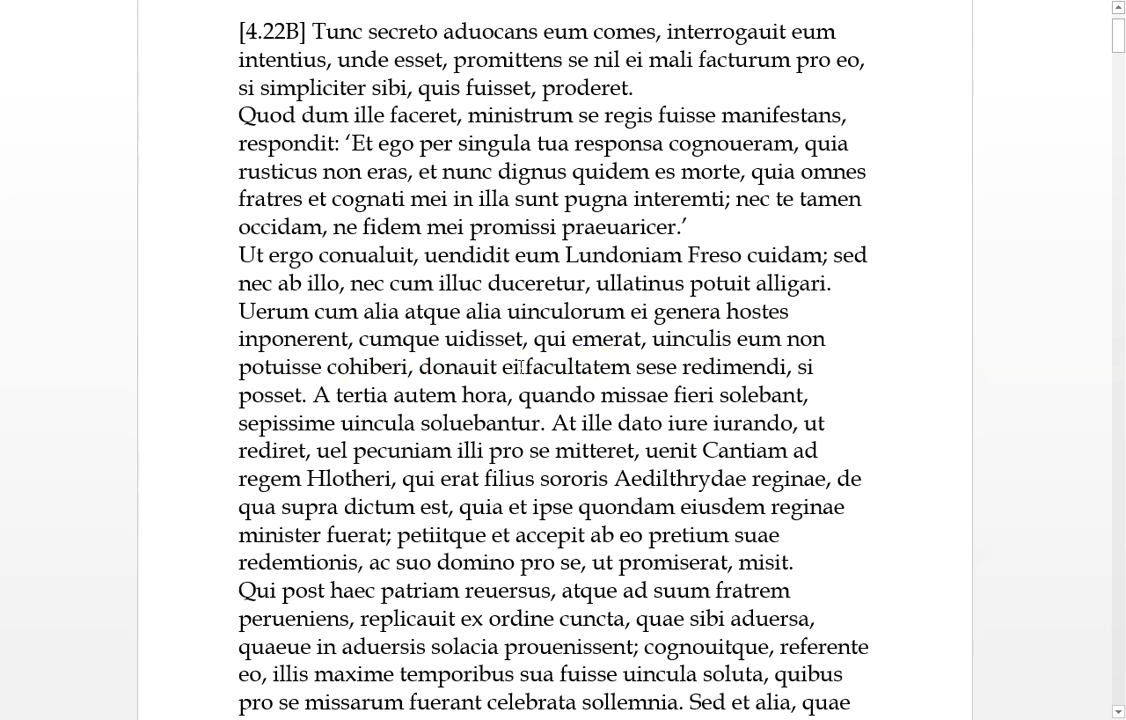 [4.22B] Tunc secreto aduocans eum comes, interrogauit eum
intentius, unde esset, promittens se nil ei mali facturum pro eo,
si simpliciter sibi, quis fuisset, proderet.
Quod dum ille faceret, ministrum se regis fuisse manifestans,
respondit: ‘Et ego per singula tua responsa cognoueram, quia
rusticus non eras, et nunc dignus quidem es morte, quia omnes
fratres et cognati mei in illa sunt pugna interemti; nec te tamen
occidam, ne fidem mei promissi praeuaricer.’
Ut ergo conualuit, uendidit eum Lundoniam Freso cuidam; sed
nec ab illo, nec cum illuc duceretur, ullatinus potuit alligari.
Uerum cum alia atque alia uinculorum ei genera hostes
inponerent, cumque uidisset, qui emerat, uinculis eum non
potuisse cohiberi, donauit ei facultatem sese redimendi, si
posset. A tertia autem hora, quando missae fieri solebant,
sepissime uincula soluebantur. At ille dato iure iurando, ut
rediret, uel pecuniam illi pro se mitteret, uenit Cantiam ad
regem Hlotheri, qui erat filius sororis Aedilthrydae reginae, de
qua supra dictum est, quia et ipse quondam eiusdem reginae
minister fuerat; petiitque et accepit ab eo pretium suae
redemtionis, ac suo domino pro se, ut promiserat, misit.
Qui post haec patriam reuersus, atque ad suum fratrem
perueniens, replicauit ex ordine cuncta, quae sibi aduersa,
quaeue in aduersis solacia prouenissent; cognouitque, referente
eo, illis maxime temporibus sua fuisse uincula soluta, quibus
pro se missarum fuerant celebrata sollemnia. Sed et alia, quae